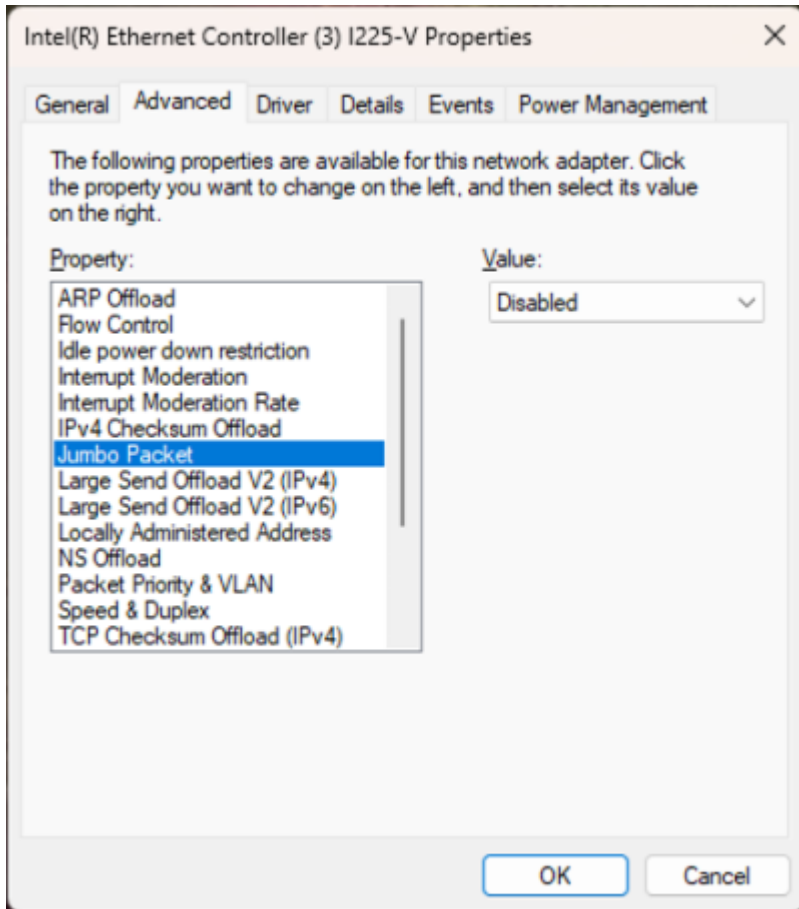 Intel(R) Ethernet Controller (3) I225-V Properties
General Advanced Driver Details Events Power Management
The following properties are available for this network adapter. Click
the property you want to change on the left, and then select its value
on the right.
Property:
Value:
ARP Offload
Disabled
Flow Control
Idle power down restriction
Interrupt Moderation
Interrupt Moderation Rate
IPv4 Checksum Offload
Jumbo Packet
Large Send Offload V2 (IPv4)
Large Send Offload V2 (IPv6)
Locally Administered Address
NS Offload
Packet Priority & VLAN
Speed & Duplex
TCP Checksum Offload (IPv4)
OK
Cancel